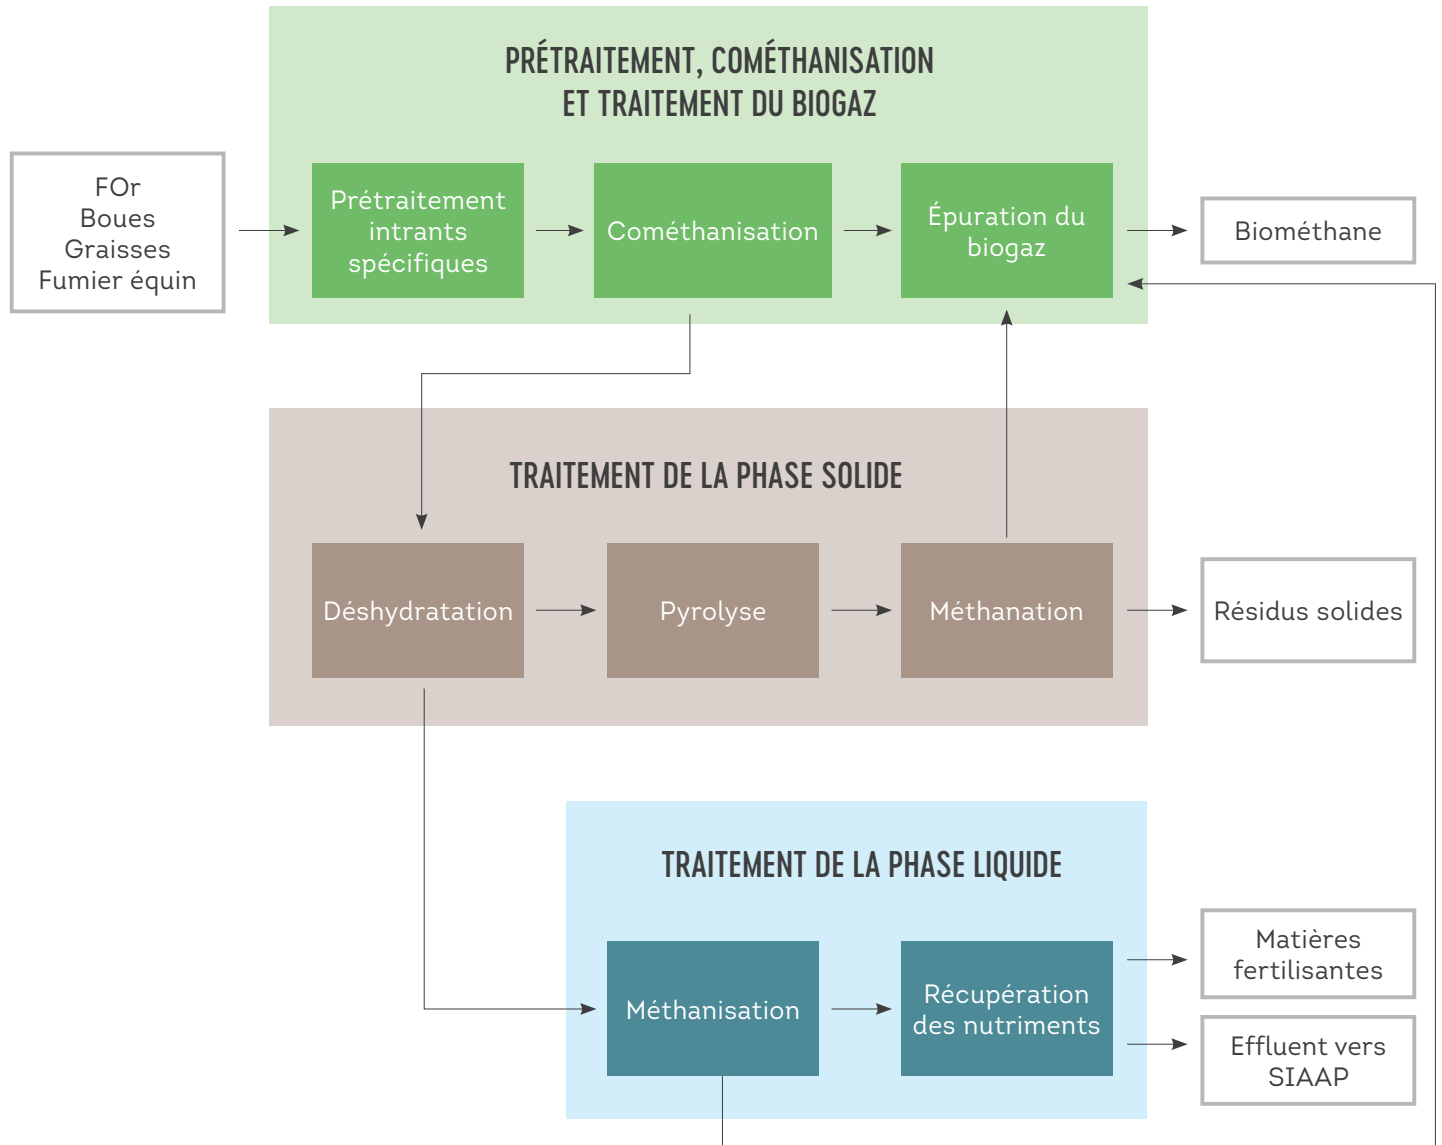 PRÉTRAITEMENT, COMÉTHANISATION
ET TRAITEMENT DU BIOGAZ
FOr
Boues
Graisses
Fumier équin
Prétraitement
intrants
spécifiques
Cométhanisation
Épuration du
biogaz
Biométhane
TRAITEMENT DE LA PHASE SOLIDE
Déshydratation
Pyrolyse
Méthanation
Résidus solides
TRAITEMENT DE LA PHASE LIQUIDE
Méthanisation
Récupération
des nutriments
Matières
fertilisantes
Effluent vers
SIAAP